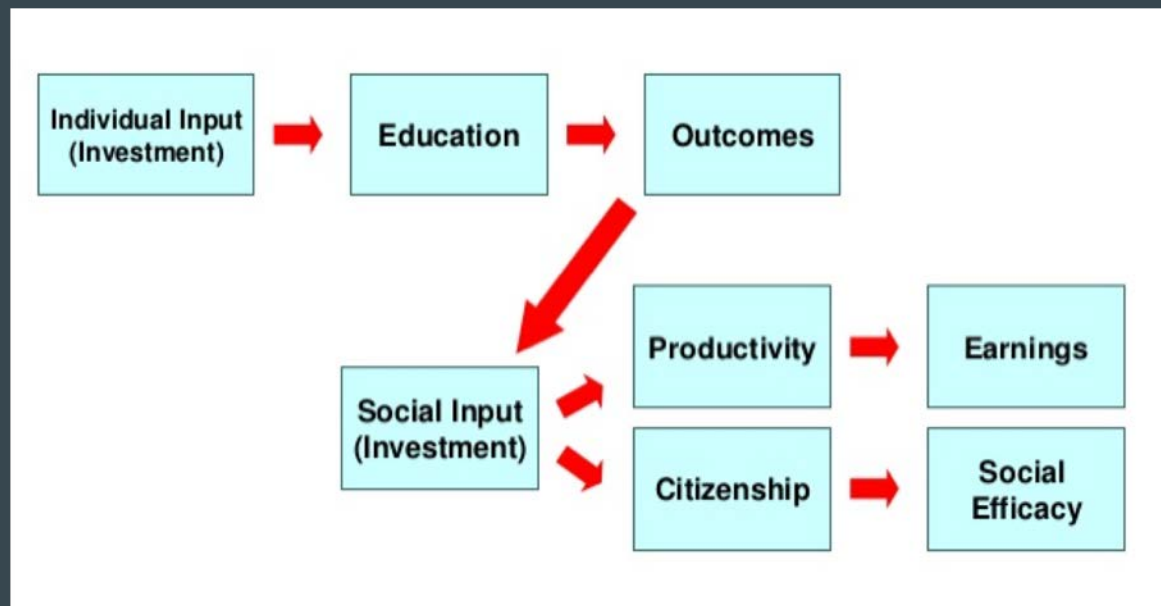 Individual Input
(Investment)
Education
Outcomes
Social Input
(Investment)
Productivity
Earnings
Citizenship
Social
Efficacy